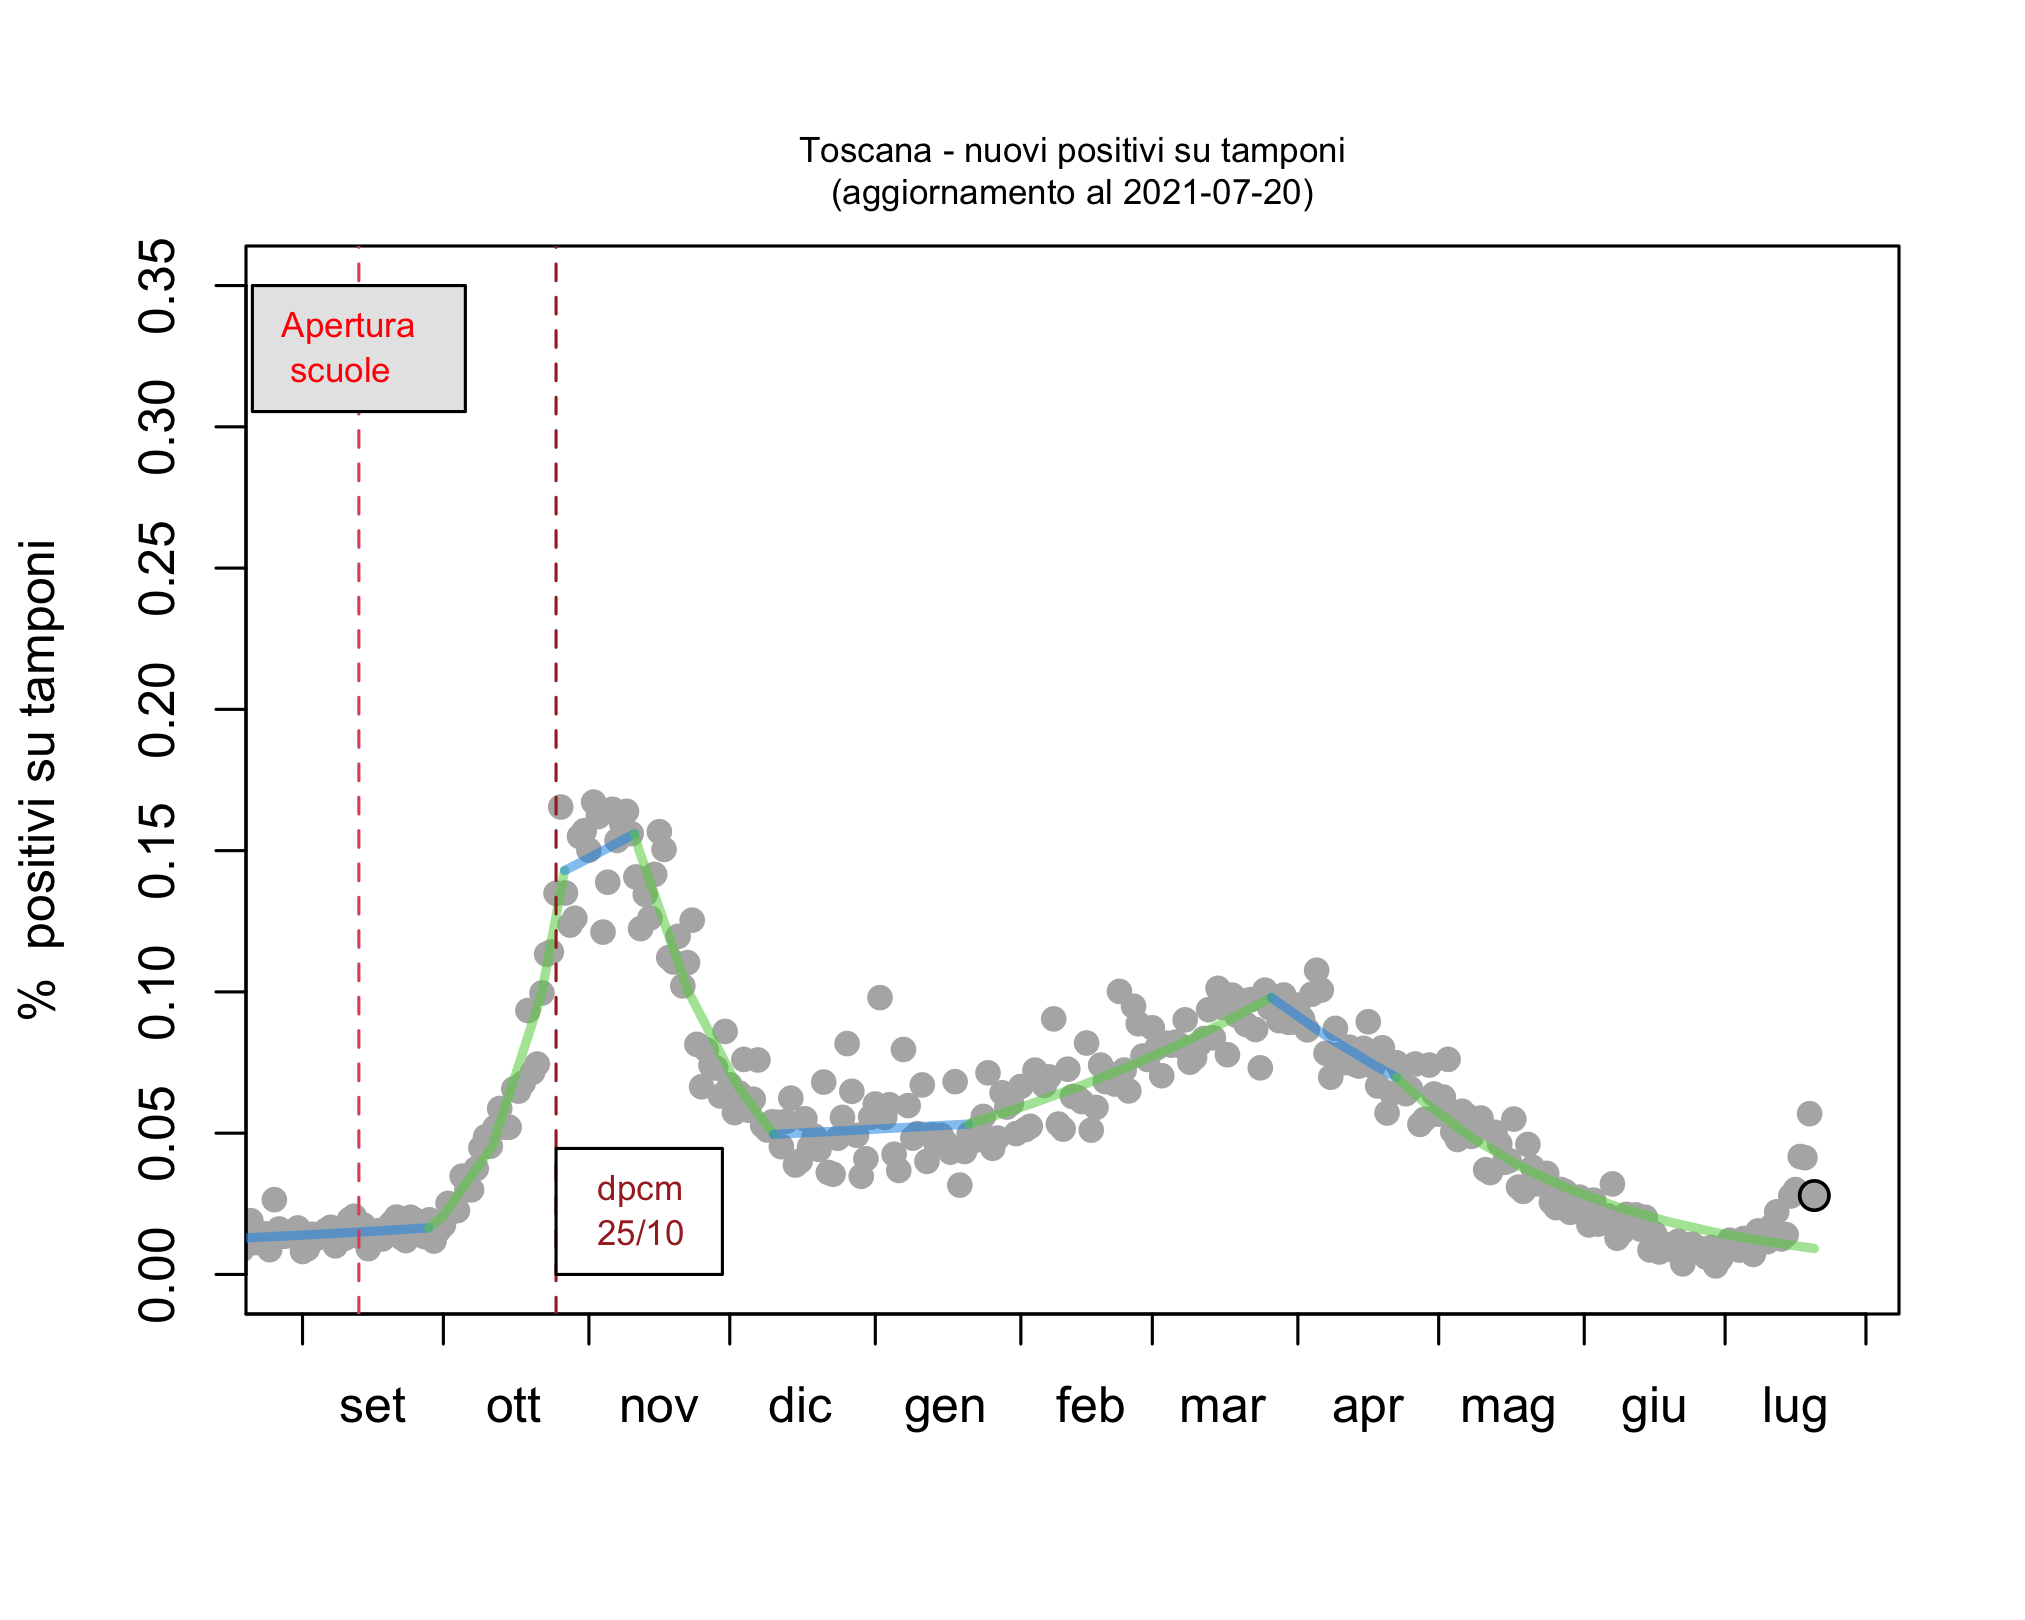 Toscana - nuovi positivi su tamponi
(aggiornamento al 2021-07-20)
% positivi su tamponi
0.35
0.30
0.25
0.20
0.15
0.10
0.05
0.00
Apertura
scuole
dpcm
25/10
set ott nov dic gen feb mar apr mag giu lug